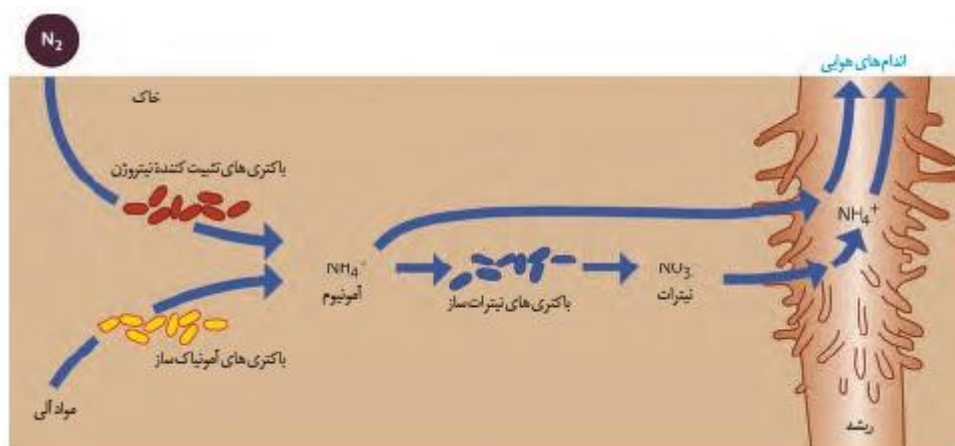 N₂
اندام‌های هوایی
خاک
باکتری‌های تثبیت کنندهٔ نیتروژن
NH₄⁺
NH₄⁺
آمونیوم
باکتری‌های نیترات‌ساز
NO₃
نیترات
باکتری‌های آمونیاک‌ساز
مواد آلی
ریشه